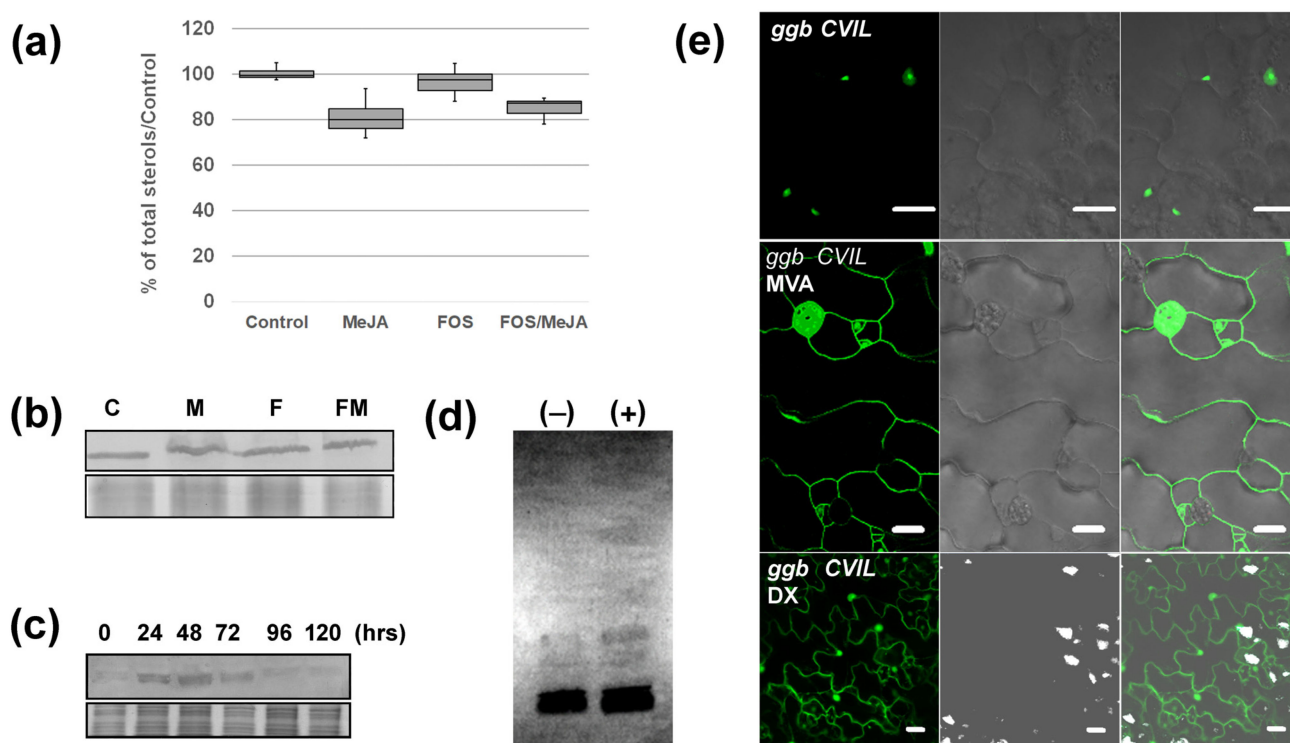 (a)
% of total sterols/Control
120
100
80
60
40
20
0
Control MeJA FOS FOS/MeJA
(b)
C M F FM
(c)
0 24 48 72 96 120 (hrs)
(d)
(–) (+)
(e)
ggb CVIL
ggb CVIL
MVA
ggb CVIL
DX